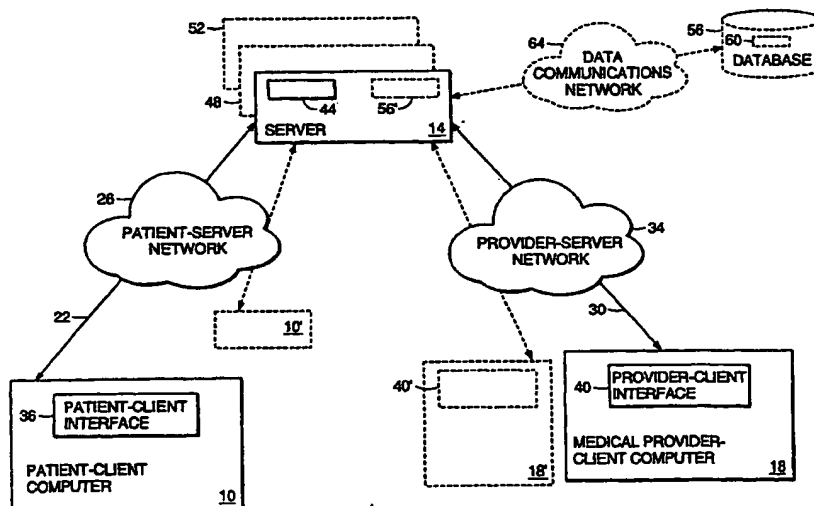 52
48
44
56'
SERVER
14
64
DATA
COMMUNICATIONS
NETWORK
56
60
DATABASE
26
PATIENT-SERVER
NETWORK
34
PROVIDER-SERVER
NETWORK
22
10'
30
36
PATIENT-CLIENT
INTERFACE
PATIENT-CLIENT
COMPUTER
10
40'
18'
40
PROVIDER-CLIENT
INTERFACE
MEDICAL PROVIDER-
CLIENT COMPUTER
18